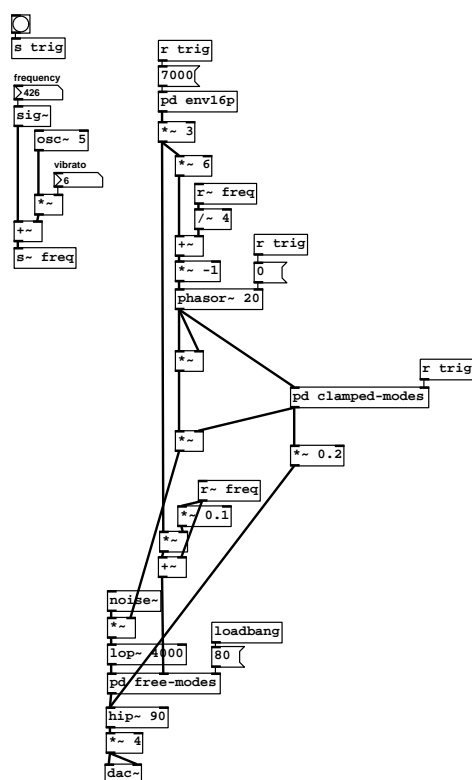 s trig
frequency
426
sig~
osc~ 5
vibrato
6
*~
+~
s~ freq
r trig
7000
pd env16p
*~ 3
*~ 6
r~ freq
/~ 4
+~
r trig
*~ -1
0
phasor~ 20
*~
r trig
pd clamped-modes
*~
*~ 0.2
r~ freq
*~ 0.1
*~
+~
noise~
*~
loadbang
lop~ 4000
80
pd free-modes
hip~ 90
*~ 4
dac~